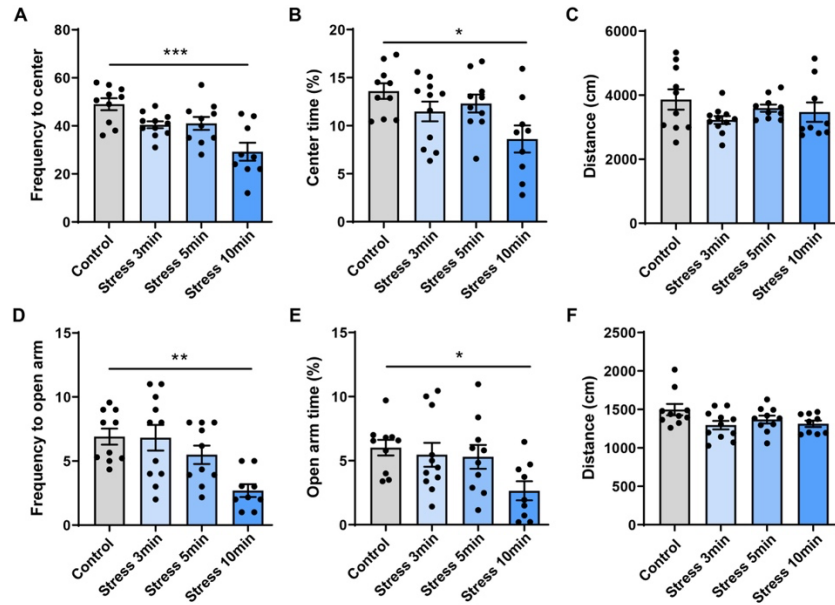 A
Frequency to center
80
60
40
20
0
***
Control
Stress 3min
Stress 5min
Stress 10min
B
Center time (%)
20
15
10
5
0
*
Control
Stress 3min
Stress 5min
Stress 10min
C
Distance (cm)
6000
4000
2000
0
Control
Stress 3min
Stress 5min
Stress 10min
D
Frequency to open arm
15
10
5
0
**
Control
Stress 3min
Stress 5min
Stress 10min
E
Open arm time (%)
15
10
5
0
*
Control
Stress 3min
Stress 5min
Stress 10min
F
Distance (cm)
2500
2000
1500
1000
500
0
Control
Stress 3min
Stress 5min
Stress 10min